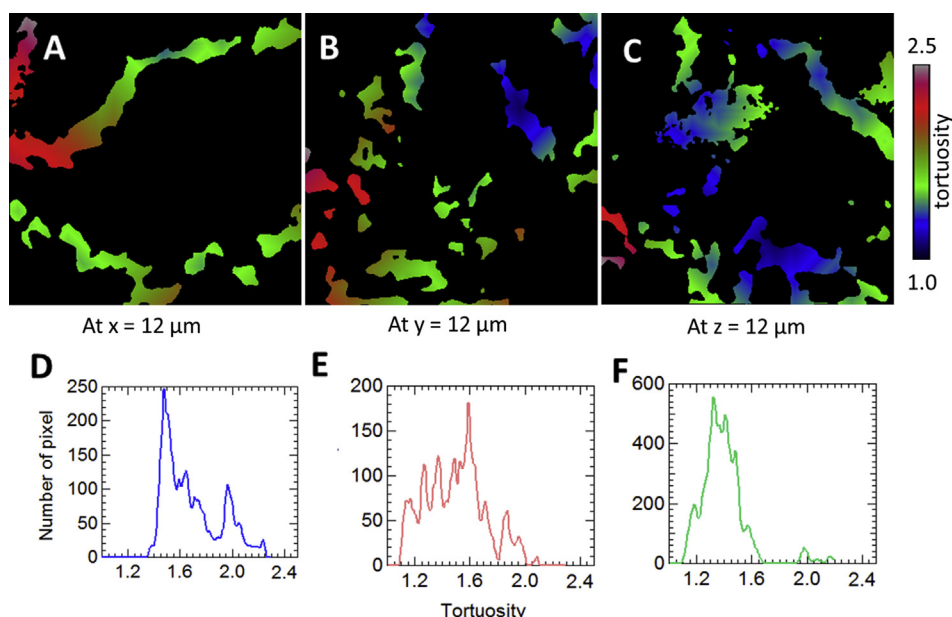 A
B
C
2.5
tortuosity
1.0
At x = 12 μm
At y = 12 μm
At z = 12 μm
D
E
F
Number of pixel
250
200
150
100
50
0
1.2
1.6
2.0
2.4
200
150
100
50
0
1.2
1.6
2.0
2.4
Tortuosity
600
400
200
0
1.2
1.6
2.0
2.4